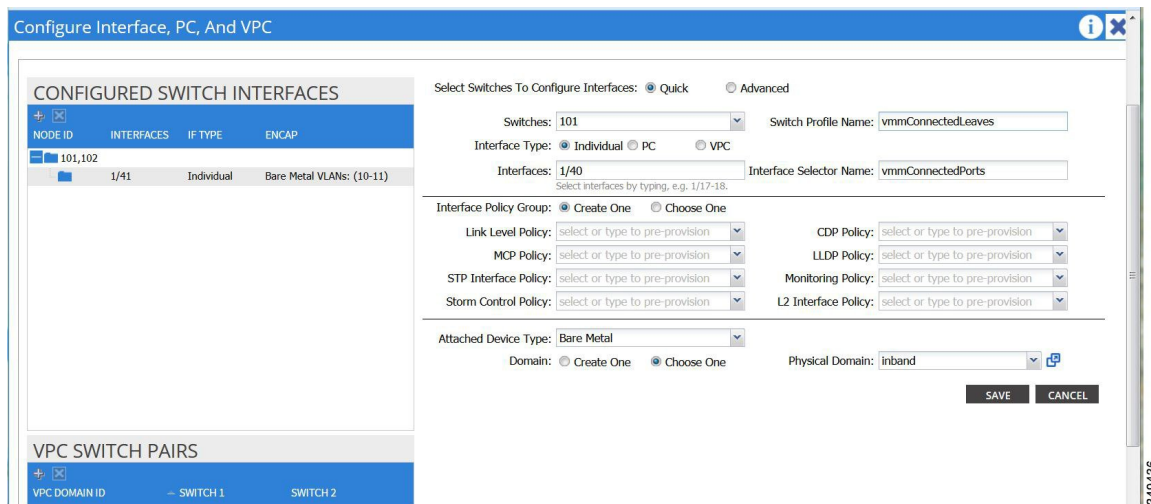 Configure Interface, PC, And VPC
i
CONFIGURED SWITCH INTERFACES
NODE ID INTERFACES IF TYPE ENCAP
101,102
1/41 Individual Bare Metal VLANs: (10-11)
VPC SWITCH PAIRS
VPC DOMAIN ID SWITCH 1 SWITCH 2
Select Switches To Configure Interfaces: Quick Advanced
Switches: 101 Switch Profile Name: vmmConnectedLeaves
Interface Type: Individual PC VPC
Interfaces: 1/40 Interface Selector Name: vmmConnectedPorts
Select interfaces by typing, e.g. 1/17-18.
Interface Policy Group: Create One Choose One
Link Level Policy: select or type to pre-provision CDP Policy: select or type to pre-provision
MCP Policy: select or type to pre-provision LLDP Policy: select or type to pre-provision
STP Interface Policy: select or type to pre-provision Monitoring Policy: select or type to pre-provision
Storm Control Policy: select or type to pre-provision L2 Interface Policy: select or type to pre-provision
Attached Device Type: Bare Metal
Domain: Create One Choose One Physical Domain: inband
SAVE CANCEL